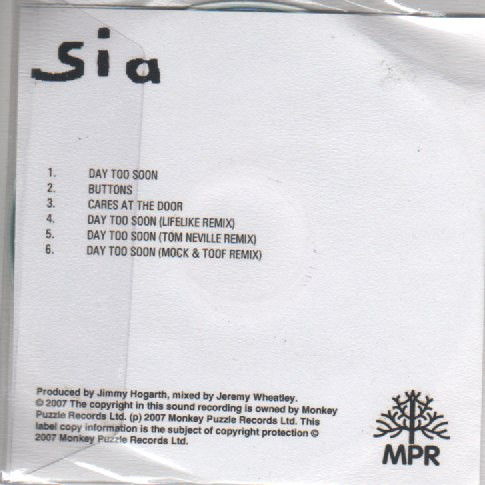 Sia
1. DAY TOO SOON
2. BUTTONS
3. CARES AT THE DOOR
4. DAY TOO SOON (LIFELIKE REMIX)
5. DAY TOO SOON (TOM NEVILLE REMIX)
6. DAY TOO SOON (MOCK & TOOF REMIX)
Produced by Jimmy Hogarth, mixed by Jeremy Wheatley.
© 2007 The copyright in this sound recording is owned by Monkey
Puzzle Records Ltd. (p) 2007 Monkey Puzzle Records Ltd. This
label copy information is the subject of copyright protection ©
2007 Monkey Puzzle Records Ltd.
MPR